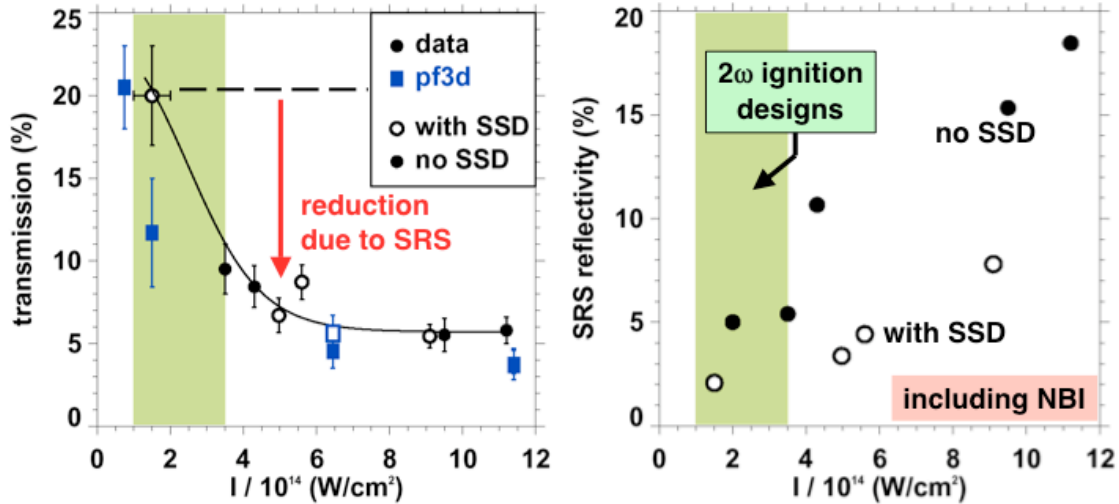 25
20
15
10
5
0
transmission (%)
data
pf3d
with SSD
no SSD
reduction
due to SRS
0 2 4 6 8 10 12
I / 10¹⁴ (W/cm²)
20
15
10
5
0
SRS reflectivity (%)
2ω ignition
designs
no SSD
with SSD
including NBI
0 2 4 6 8 10 12
I / 10¹⁴ (W/cm²)